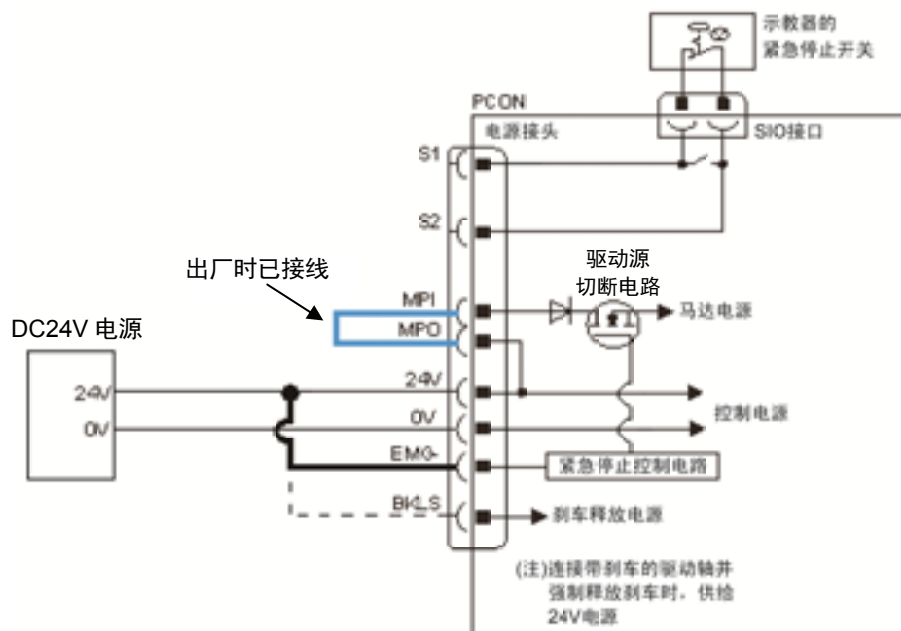 示教器的
紧急停止开关
PCON
电源接头
SIO接口
S1
S2
出厂时已接线
驱动源
切断电路
MPI
马达电源
MPO
DC24V 电源
24V
24V
控制电源
0V
0V
EMG-
紧急停止控制电路
BKLS
刹车释放电源
(注)连接带刹车的驱动轴并
强制释放刹车时，供给
24V电源